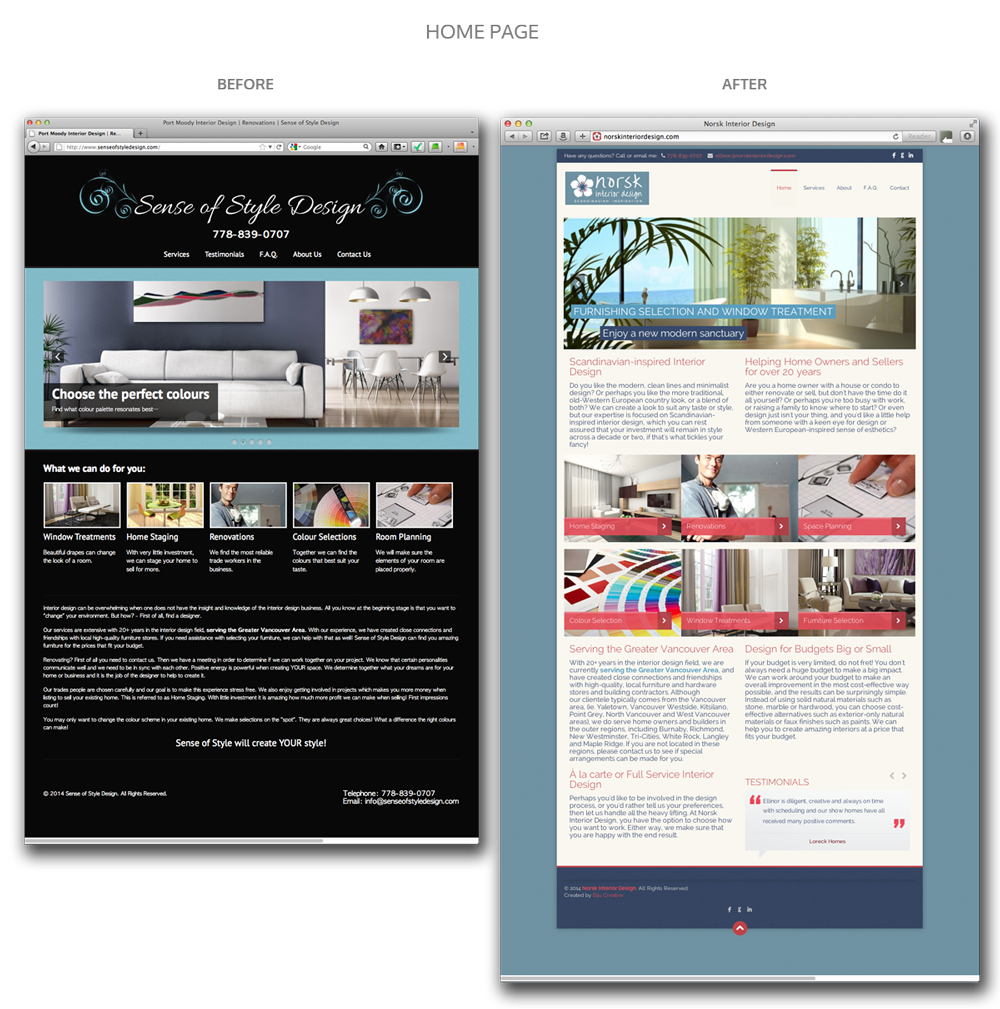 HOME PAGE
BEFORE
AFTER
Port Moody Interior Design | Renovations | Sense of Style Design
Port Moody Interior Design | Re...
http://www.senseofstyledesign.com/
Google
Sense of Style Design
778-839-0707
Services Testimonials F.A.Q. About Us Contact Us
Choose the perfect colours
Find what colour palette resonates best...
What we can do for you:
Window Treatments
Beautiful drapes can change
the look of a room.
Home Staging
With very little investment,
we can stage your home to
sell for more.
Renovations
We find the most reliable
trade workers in the
business.
Colour Selections
Together we can find the
colours that best suit your
taste.
Room Planning
We will make sure the
elements of your room are
placed properly.
Interior design can be overwhelming when one does not have the insight and knowledge of the interior design business. All you know at the beginning stage is that you want to
"change" your environment. But how? - First of all, find a designer.
Our services are extensive with 20+ years in the interior design field, serving the Greater Vancouver Area. With our experience, we have created close connections and
friendships with local high-quality furniture stores. If you need assistance with selecting your furniture, we can help with that as well! Sense of Style Design can find you amazing
furniture for the prices that fit your budget.
Renovating? First of all you need to contact us. Then we have a meeting in order to determine if we can work together on your project. We know that certain personalities
communicate well and we need to be in sync with each other. Positive energy is powerful when creating YOUR space. We determine together what your dreams are for your
home or business and it is the job of the designer to help to create it.
Our trades people are chosen carefully and our goal is to make this experience stress free. We also enjoy getting involved in projects which makes you more money when
listing to sell your existing home. This is referred to as Home Staging. With little investment it is amazing how much more profit we can make when selling! First impressions
count!
You may only want to change the colour scheme in your existing home. We make selections on the "spot". They are always great choices! What a difference the right colours
can make!
Sense of Style will create YOUR style!
© 2014 Sense of Style Design. All Rights Reserved.
Telephone: 778-839-0707
Email: info@senseofstyledesign.com
Norsk Interior Design
norskinteriordesign.com
Reader
Have any questions? Call or email me: 778-839-0707
norsk
interior design
SCANDINAVIAN INSPIRATION
Home Services About F.A.Q. Contact
FURNISHING SELECTION AND WINDOW TREATMENT
Enjoy a new modern sanctuary
Scandinavian-inspired Interior
Design
Do you like the modern, clean lines and minimalist
design? Or perhaps you like the more traditional,
old-Western European country look, or a blend of
both? We can create a look to suit any taste or style,
but our expertise is focused on Scandinavian-
inspired interior design, which you can rest
assured that your investment will remain in style
across a decade or two, if that's what tickles your
fancy!
Helping Home Owners and Sellers
for over 20 years
Are you a home owner with a house or condo to
either renovate or sell, but don't have the time do it
all yourself? Or perhaps you're too busy with work,
or raising a family to know where to start? Or even
design just isn't your thing, and you'd like a little help
from someone with a keen eye for design or
Western European-inspired sense of esthetics?
Home Staging
Renovations
Space Planning
Colour Selection
Window Treatments
Furniture Selection
Serving the Greater Vancouver Area
With 20+ years in the interior design field, we are
currently serving the Greater Vancouver Area, and
have created close connections and friendships
with high-quality, local furniture and hardware
stores and building contractors. Although
our clientele typically comes from the Vancouver
area, (ie. Yaletown, Vancouver Westside, Kitsilano,
Point Grey, North Vancouver and West Vancouver
areas), we do serve home owners and builders in
the outer regions, including Burnaby, Richmond,
New Westminster, Tri-Cities, White Rock, Langley
and Maple Ridge. If you are not located in these
regions, please contact us to see if special
arrangements can be made for you.
Design for Budgets Big or Small
If your budget is very limited, do not fret! You don't
always need a huge budget to make a big impact.
We can work around your budget to make an
overall improvement in the most cost-effective way
possible, and the results can be surprisingly simple.
Instead of using solid natural materials such as
stone, marble or hardwood, you can choose cost-
effective alternatives such as exterior-only natural
materials or faux finishes such as paints. We can
help you to create amazing interiors at a price that
fits your budget.
À la carte or Full Service Interior
Design
Perhaps you'd like to be involved in the design
process, or you'd rather tell us your preferences,
then let us handle all the heavy lifting. At Norsk
Interior Design, you have the option to choose how
you want to work. Either way, we make sure that
you are happy with the end result.
TESTIMONIALS
Ellinor is diligent, creative and always on time
with scheduling and our show homes have all
received many positive comments.
Loreck Homes
© 2014 Norsk Interior Design. All Rights Reserved
Created by